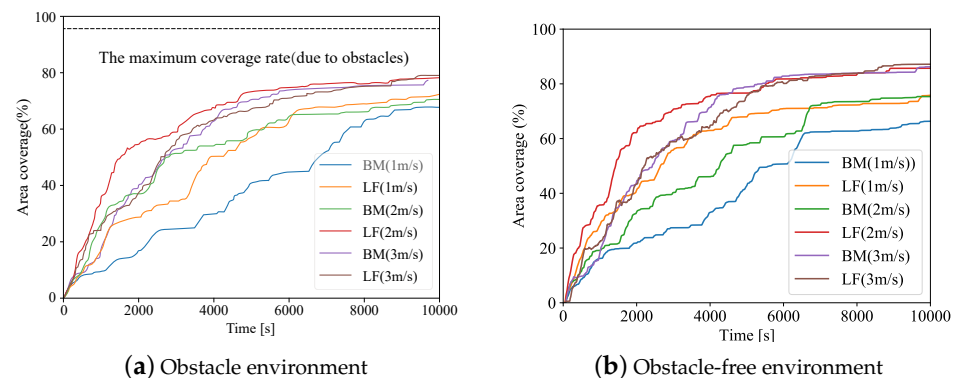 100
80
60
40
20
0
Area coverage(%)
The maximum coverage rate(due to obstacles)
BM(1m/s)
LF(1m/s)
BM(2m/s)
LF(2m/s)
BM(3m/s)
LF(3m/s)
0
2000
4000
6000
8000
10000
Time [s]
(a) Obstacle environment
100
80
60
40
20
0
Area coverage (%)
BM(1m/s))
LF(1m/s)
BM(2m/s)
LF(2m/s)
BM(3m/s)
LF(3m/s)
0
2000
4000
6000
8000
10000
Time [s]
(b) Obstacle-free environment